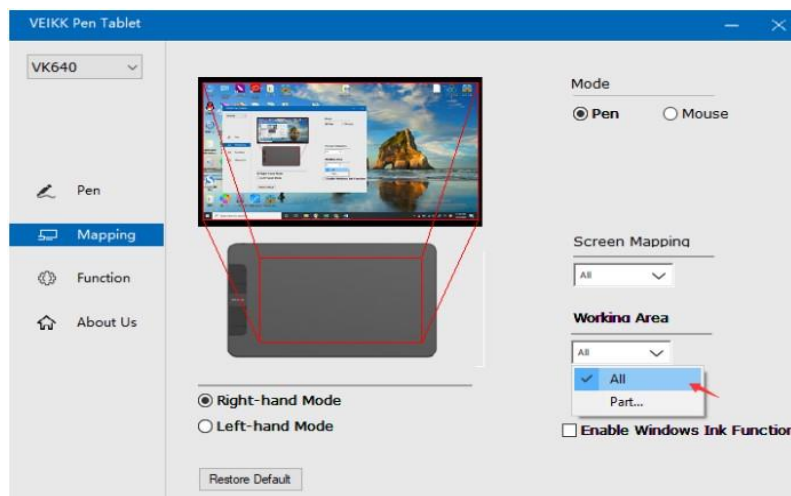 VEIKK Pen Tablet
VK640
Pen
Mapping
Function
About Us
Mode
Pen
Mouse
Screen Mapping
All
Working Area
All
All
Part...
Enable Windows Ink Function
Right-hand Mode
Left-hand Mode
Restore Default